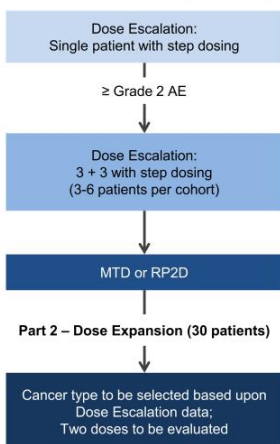 Dose Escalation:
Single patient with step dosing
≥ Grade 2 AE
Dose Escalation:
3 + 3 with step dosing
(3-6 patients per cohort)
MTD or RP2D
Part 2 – Dose Expansion (30 patients)
Cancer type to be selected based upon
Dose Escalation data;
Two doses to be evaluated